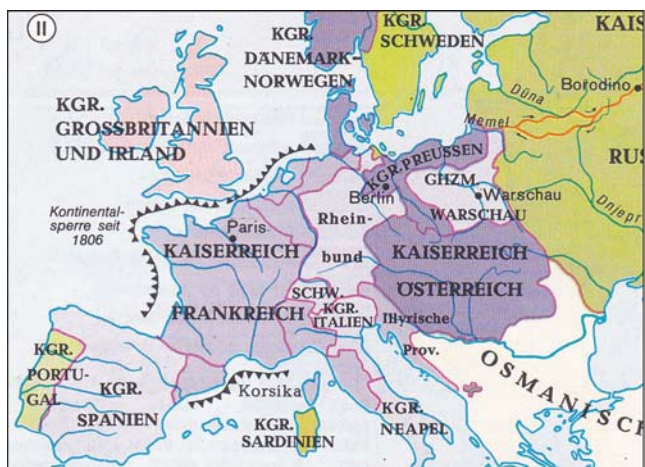 II
KGR.
DÄNEMARK-
NORWEGEN
KGR.
SCHWEDEN
KAIS
RUS
Borodino
Düna
Memel
Dnjepr
KGR.
GROSSBRITANNIEN
UND IRLAND
Kontinental-
sperre seit
1806
KGR. PREUSSEN
Berlin
GHZM.
WARSCHAU
Warschau
Rhein-
bund
Paris
KAISERREICH
FRANKREICH
KAISERREICH
ÖSTERREICH
SCHW.
KGR.
ITALIEN
Illyrische
Prov.
OSMANISCH
KGR.
PORTU-
GAL
KGR.
SPANIEN
Korsika
KGR.
SARDINIEN
KGR.
NEAPEL